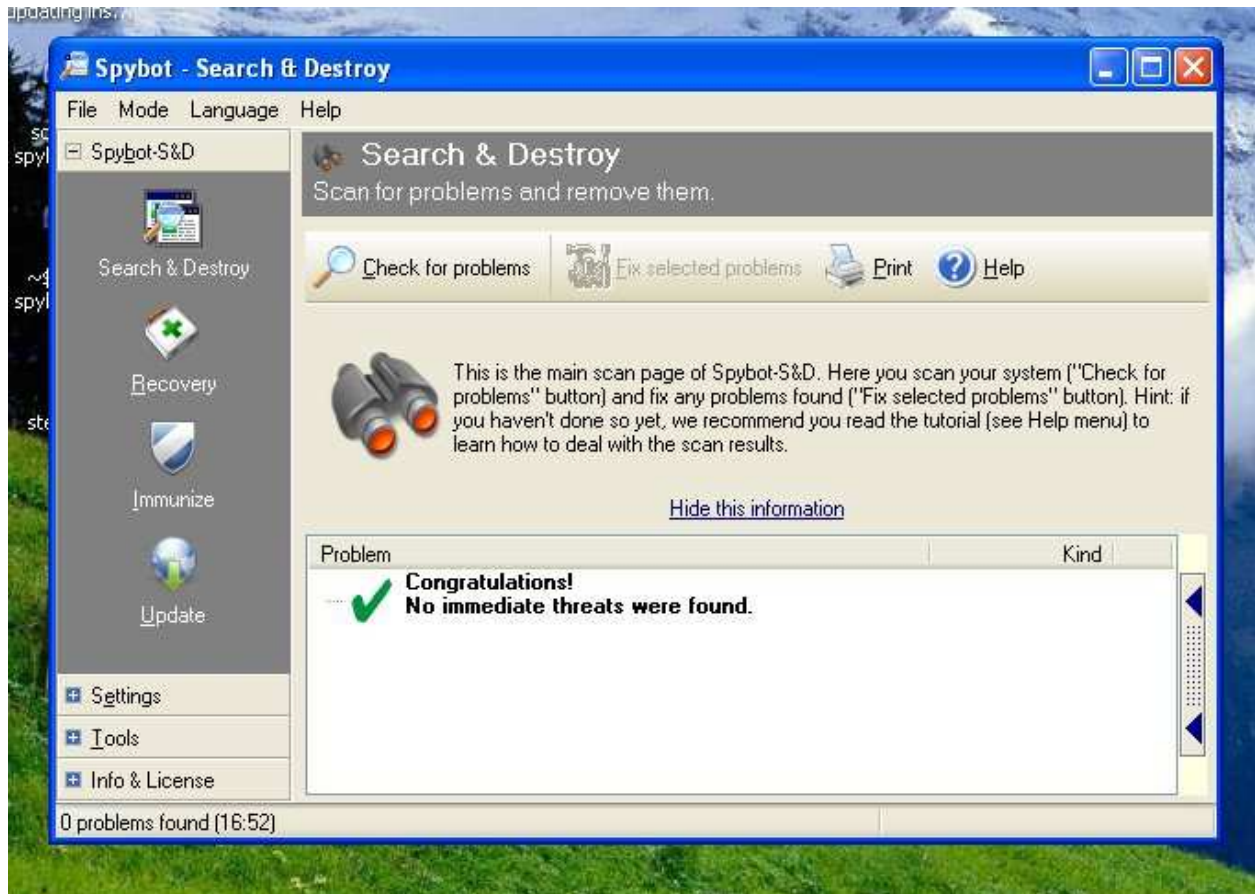 Spybot - Search & Destroy
File Mode Language Help
Spybot-S&D
Search & Destroy
Recovery
Immunize
Update
Settings
Tools
Info & License
Search & Destroy
Scan for problems and remove them.
Check for problems Fix selected problems Print Help
This is the main scan page of Spybot-S&D. Here you scan your system ("Check for
problems" button) and fix any problems found ("Fix selected problems" button). Hint: if
you haven't done so yet, we recommend you read the tutorial (see Help menu) to
learn how to deal with the scan results.
Hide this information
Problem Kind
Congratulations!
No immediate threats were found.
0 problems found (16:52)